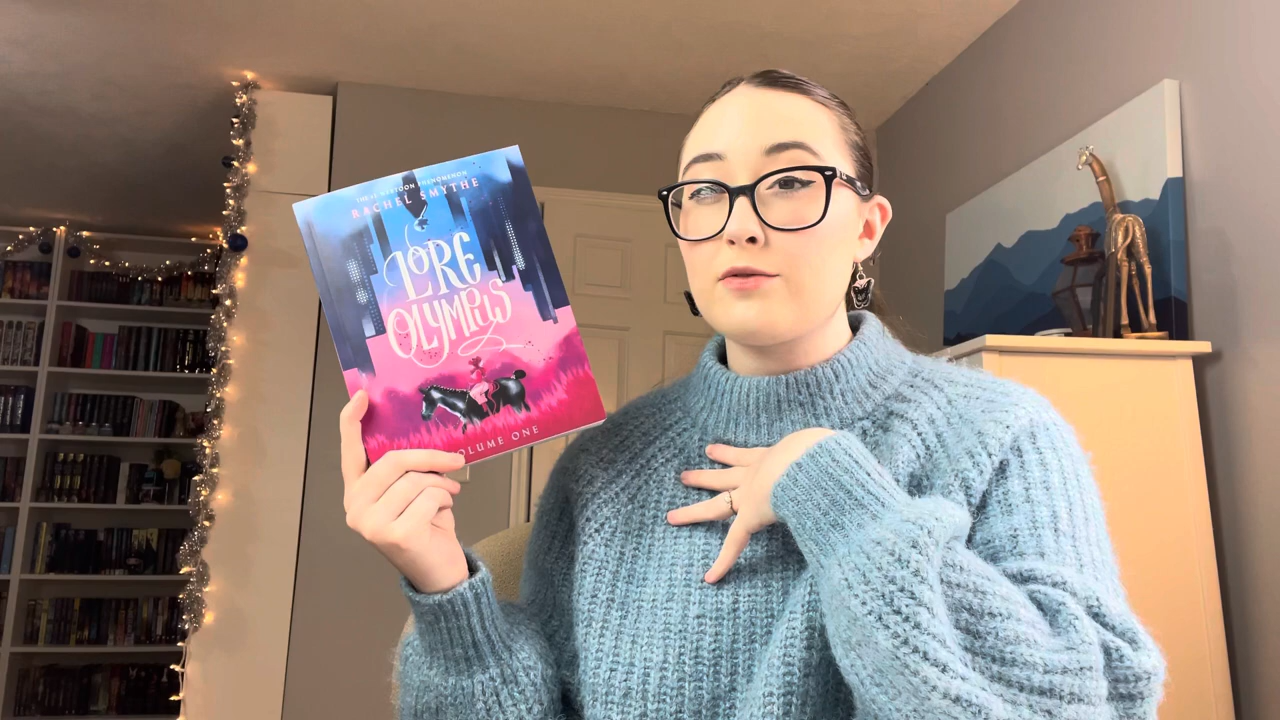 THE #1 WEBTOON PHENOMENON
RACHEL SMYTHE
LORE
OLYMPUS
VOLUME ONE